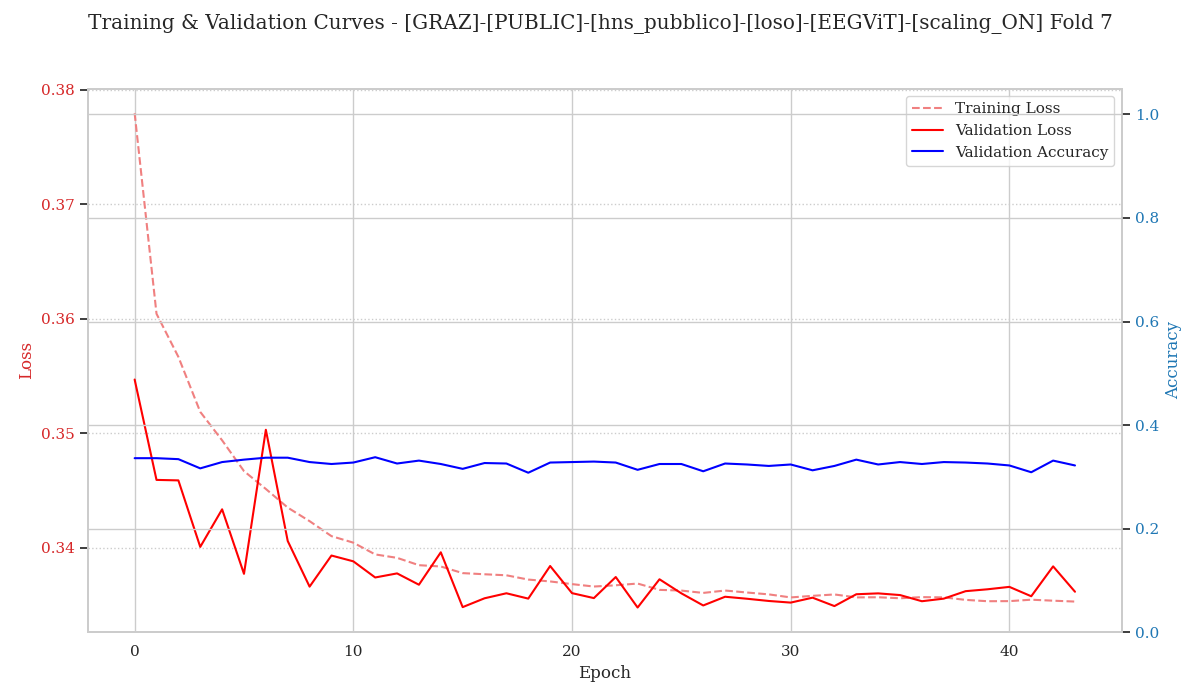 Training & Validation Curves - [GRAZ]-[PUBLIC]-[hns_pubblico]-[loso]-[EEGViT]-[scaling_ON] Fold 7
Training Loss
Validation Loss
Validation Accuracy
0.38
0.37
0.36
0.35
0.34
Loss
1.0
0.8
0.6
0.4
0.2
0.0
Accuracy
0
10
20
30
40
Epoch